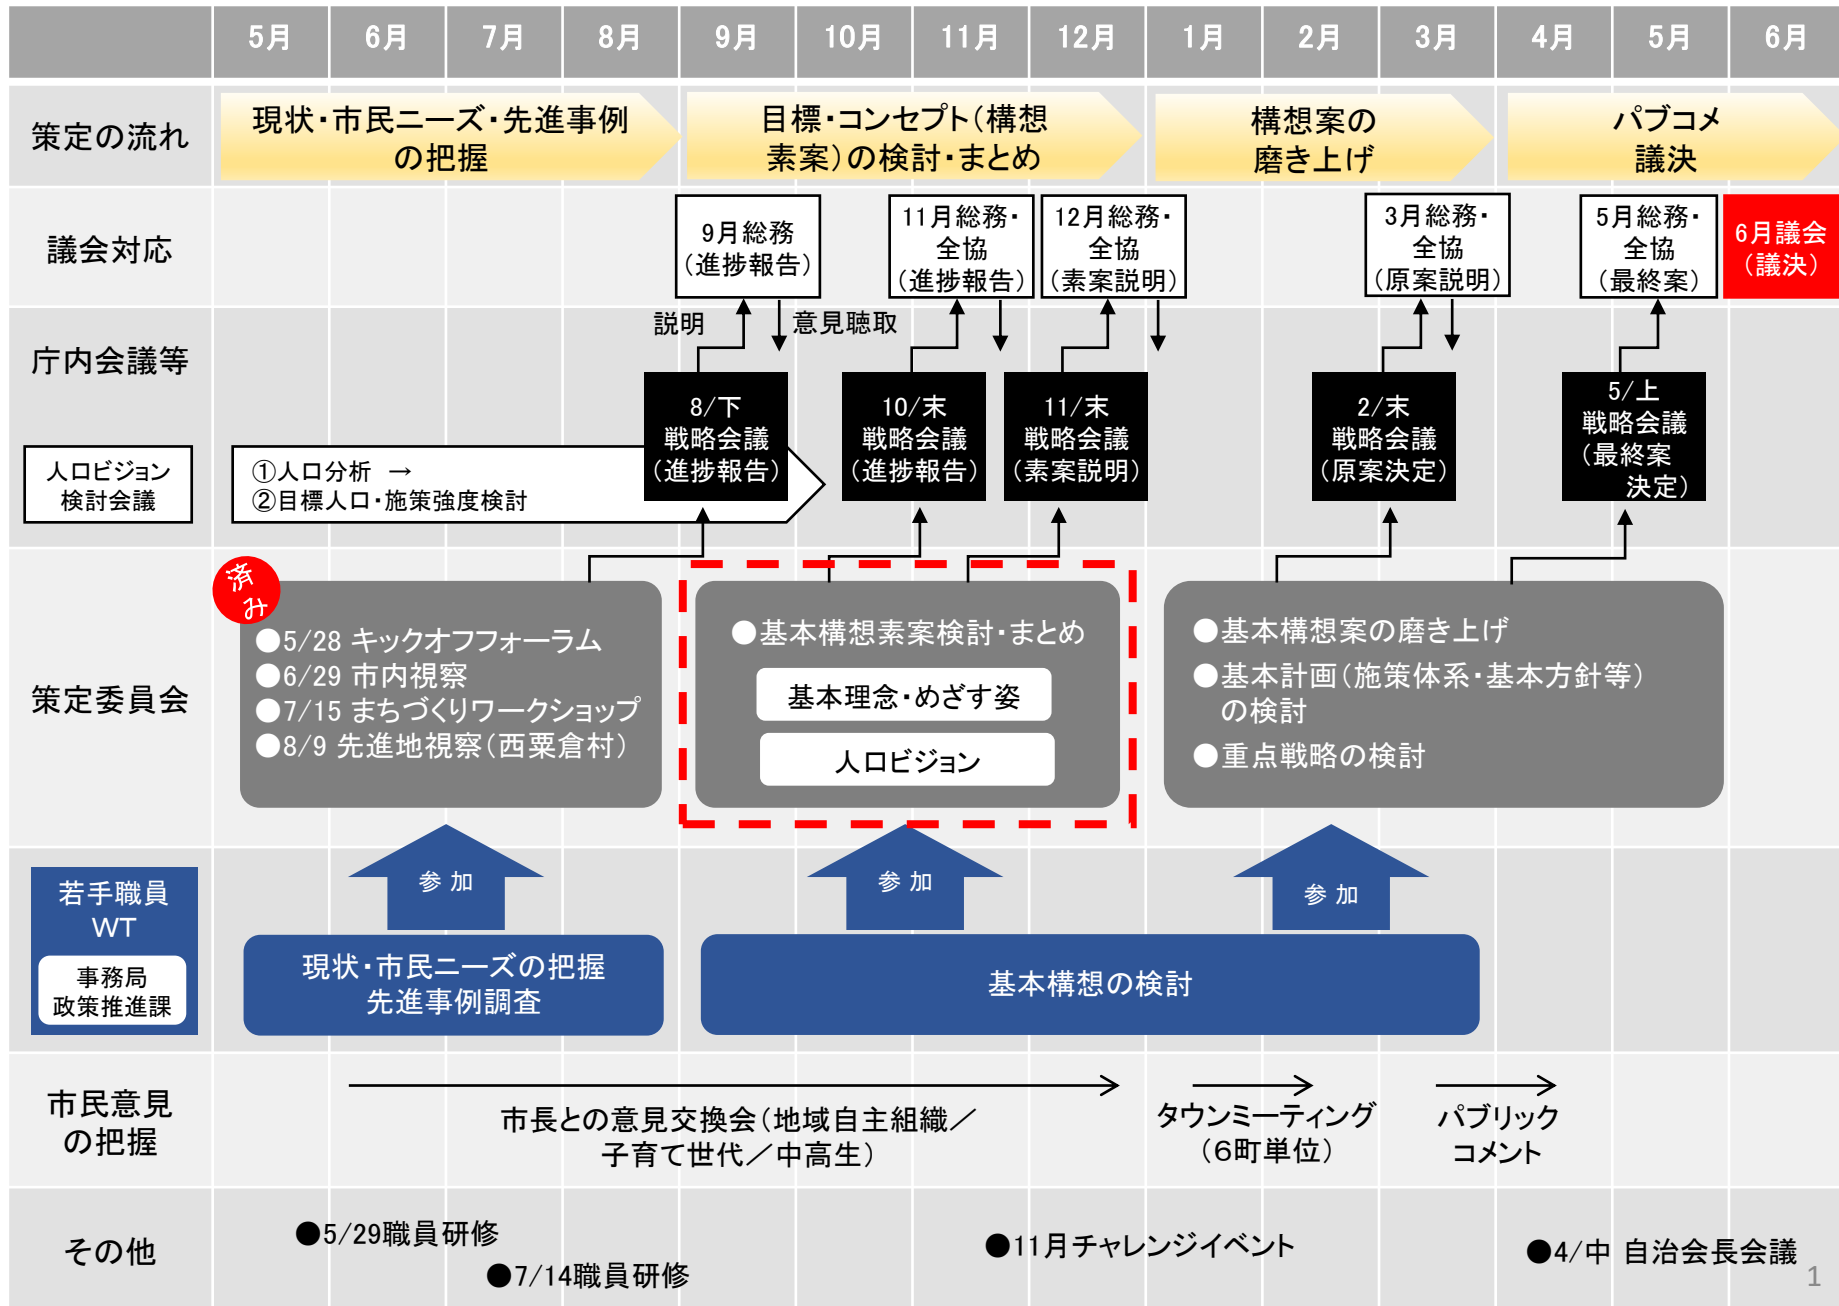 5月 6月 7月 8月 9月 10月 11月 12月 1月 2月 3月 4月 5月 6月
策定の流れ
現状・市民ニーズ・先進事例
の把握
目標・コンセプト（構想
素案）の検討・まとめ
構想案の
磨き上げ
パブコメ
議決
議会対応
9月総務
（進捗報告）
11月総務・
全協
（進捗報告）
12月総務・
全協
（素案説明）
3月総務・
全協
（原案説明）
5月総務・
全協
（最終案）
6月議会
（議決）
説明
意見聴取
庁内会議等
8/下
戦略会議
（進捗報告）
10/末
戦略会議
（進捗報告）
11/末
戦略会議
（素案説明）
2/末
戦略会議
（原案決定）
5/上
戦略会議
（最終案
決定）
人口ビジョン
検討会議
①人口分析 →
②目標人口・施策強度検討
策定委員会
済み
●5/28 キックオフフォーラム
●6/29 市内視察
●7/15 まちづくりワークショップ
●8/9 先進地視察（西粟倉村）
●基本構想素案検討・まとめ
基本理念・めざす姿
人口ビジョン
●基本構想案の磨き上げ
●基本計画（施策体系・基本方針等）
の検討
●重点戦略の検討
若手職員
WT
事務局
政策推進課
参加
参加
参加
現状・市民ニーズの把握
先進事例調査
基本構想の検討
市民意見
の把握
市長との意見交換会（地域自主組織／
子育て世代／中高生）
タウンミーティング
（6町単位）
パブリック
コメント
その他
●5/29職員研修
●7/14職員研修
●11月チャレンジイベント
●4/中 自治会長会議
1